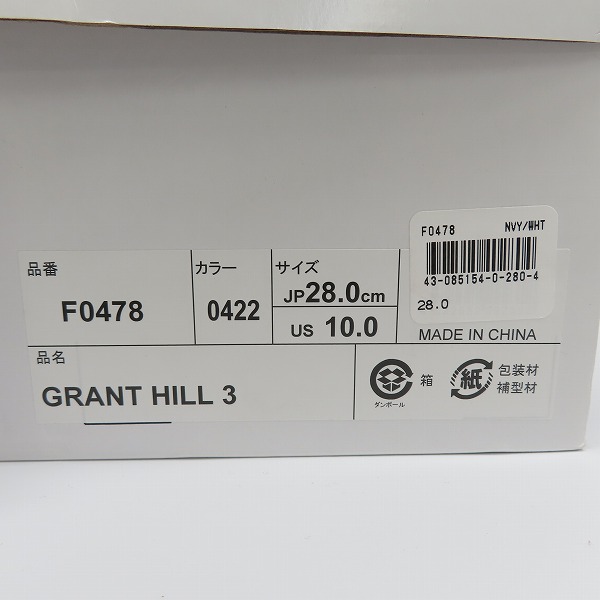 品番
F0478
カラー
0422
サイズ
JP28.0cm
US 10.0
F0478 NVY/WHT
43-085154-0-280-4
28.0
MADE IN CHINA
品名
GRANT HILL 3
ダンボール
箱
紙
包装材
補型材